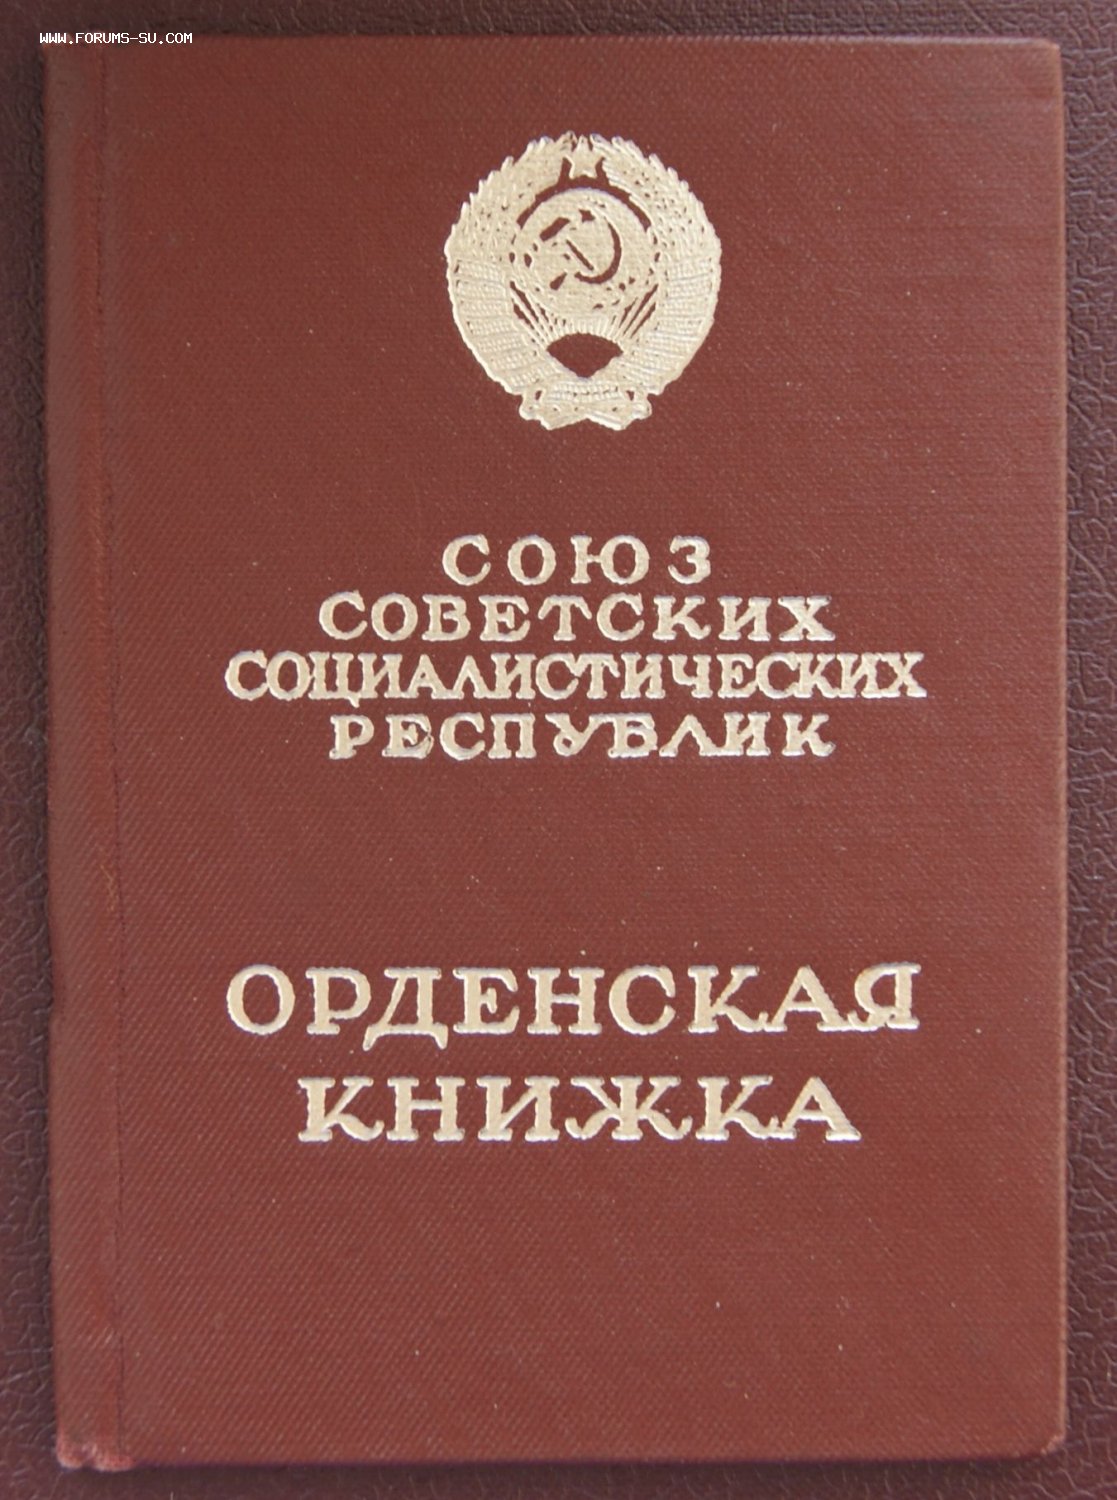 WWW.FORUMS-SU.COM
СОЮЗ
СОВЕТСКИХ
СОЦИАЛИСТИЧЕСКИХ
РЕСПУБЛИК
ОРДЕНСКАЯ
КНИЖКА